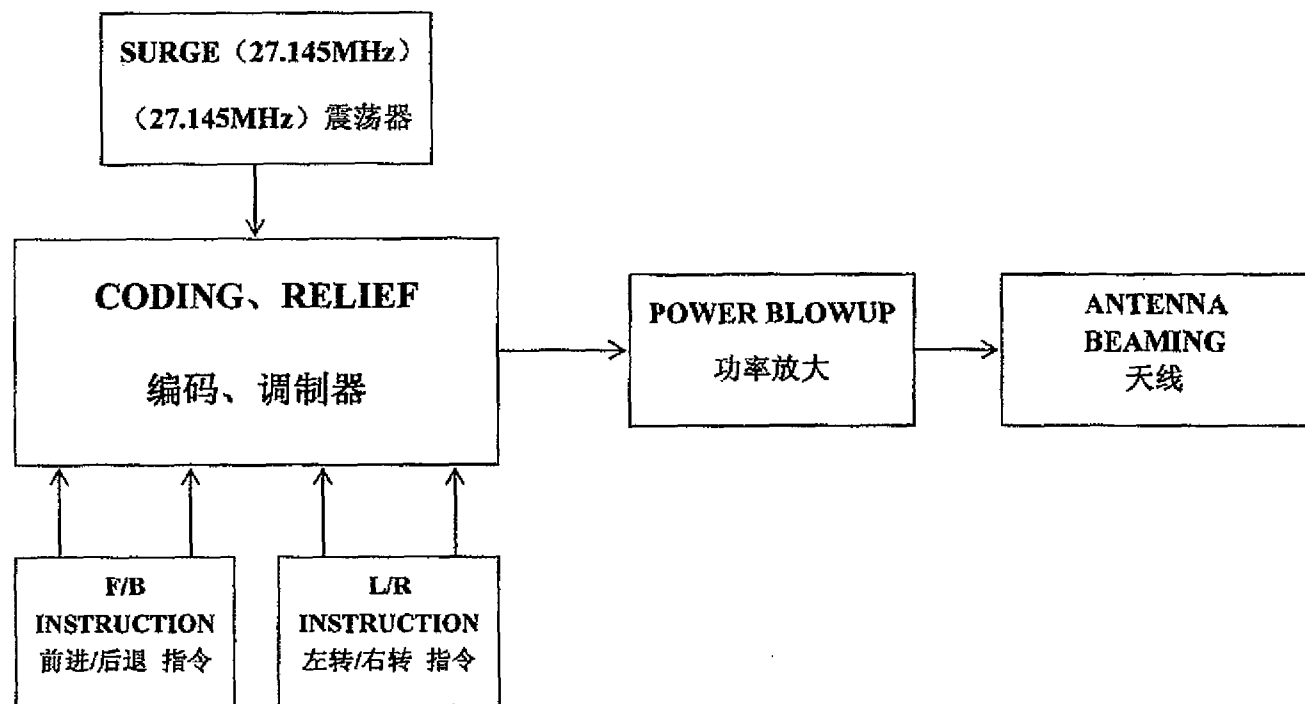 SURGE（27.145MHz）
（27.145MHz）震荡器
CODING、RELIEF
编码、调制器
POWER BLOWUP
功率放大
ANTENNA
BEAMING
天线
F/B
INSTRUCTION
前进/后退 指令
L/R
INSTRUCTION
左转/右转 指令